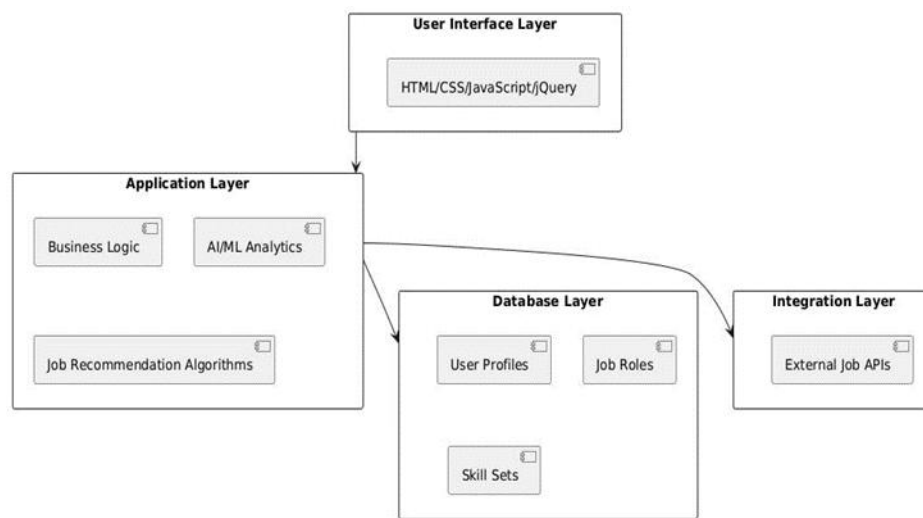 User Interface Layer
HTML/CSS/JavaScript/jQuery
Application Layer
Business Logic
AI/ML Analytics
Job Recommendation Algorithms
Database Layer
User Profiles
Job Roles
Skill Sets
Integration Layer
External Job APIs